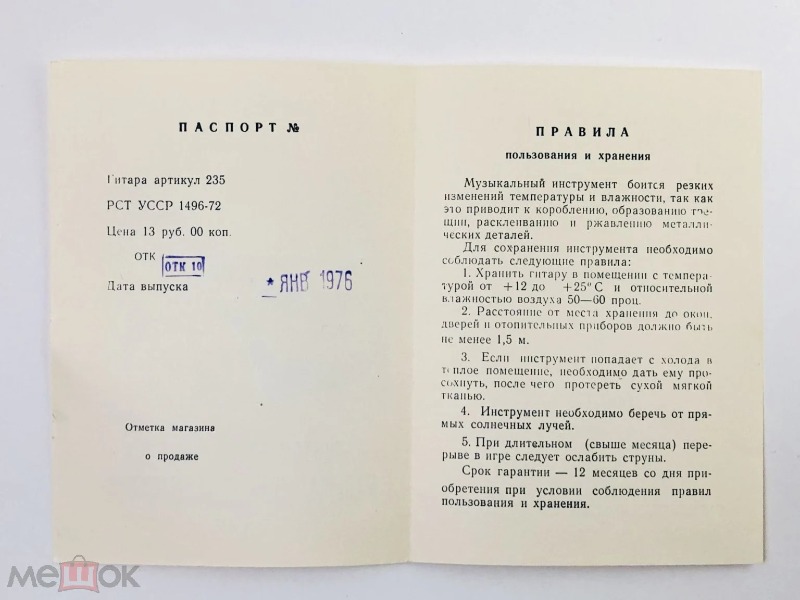 ПАСПОРТ №
Гитара артикул 235
РСТ УССР 1496-72
Цена 13 руб. 00 коп.
ОТК
ОТК 10
Дата выпуска
* ЯНВ 1976
Отметка магазина
о продаже
ПРАВИЛА
пользования и хранения
Музыкальный инструмент боится резких
изменений температуры и влажности, так как
это приводит к короблению, образованию тре-
щин, расклеиванию и ржавлению металли-
ческих деталей.
Для сохранения инструмента необходимо
соблюдать следующие правила:
1. Хранить гитару в помещении с темпера-
турой от +12 до +25° С и относительной
влажностью воздуха 50—60 проц.
2. Расстояние от места хранения до окон,
дверей и отопительных приборов должно быть
не менее 1,5 м.
3. Если инструмент попадает с холода в
теплое помещение, необходимо дать ему про-
сохнуть, после чего протереть сухой мягкой
тканью.
4. Инструмент необходимо беречь от пря-
мых солнечных лучей.
5. При длительном (свыше месяца) пере-
рыве в игре следует ослабить струны.
Срок гарантии — 12 месяцев со дня при-
обретения при условии соблюдения правил
пользования и хранения.
мешок